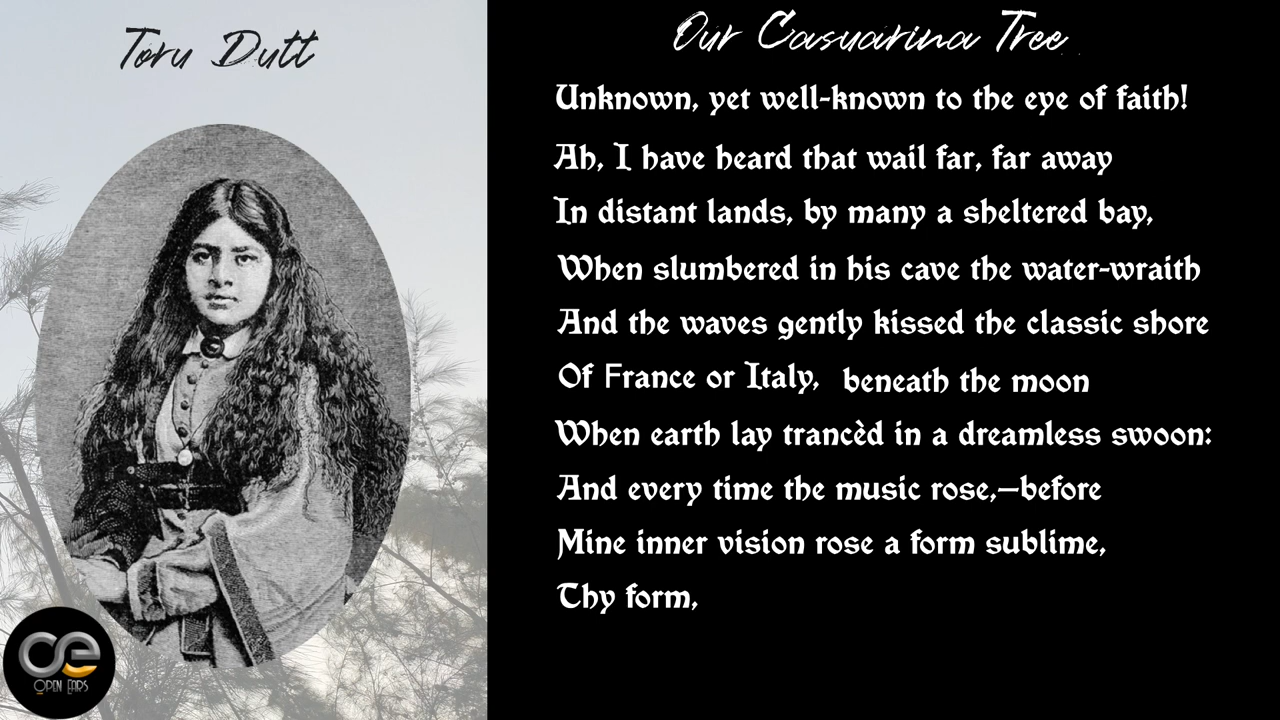 Toru Dutt
Our Casuarina Tree
Unknown, yet well-known to the eye of faith!
Ah, I have heard that wail far, far away
In distant lands, by many a sheltered bay,
When slumbered in his cave the water-wraith
And the waves gently kissed the classic shore
Of France or Italy, beneath the moon
When earth lay trancèd in a dreamless swoon:
And every time the music rose,—before
Mine inner vision rose a form sublime,
Thy form,
oe
OPEN EARS